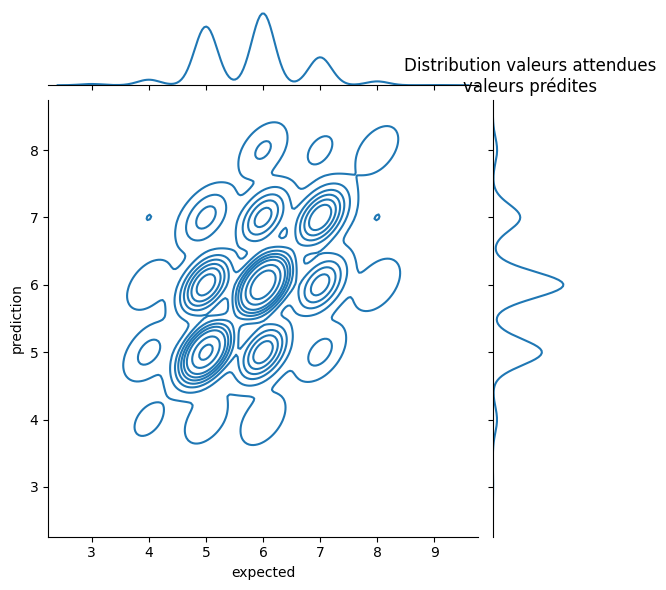 Distribution valeurs attendues
valeurs prédites
8
7
6
5
4
3
prediction
3 4 5 6 7 8 9
expected